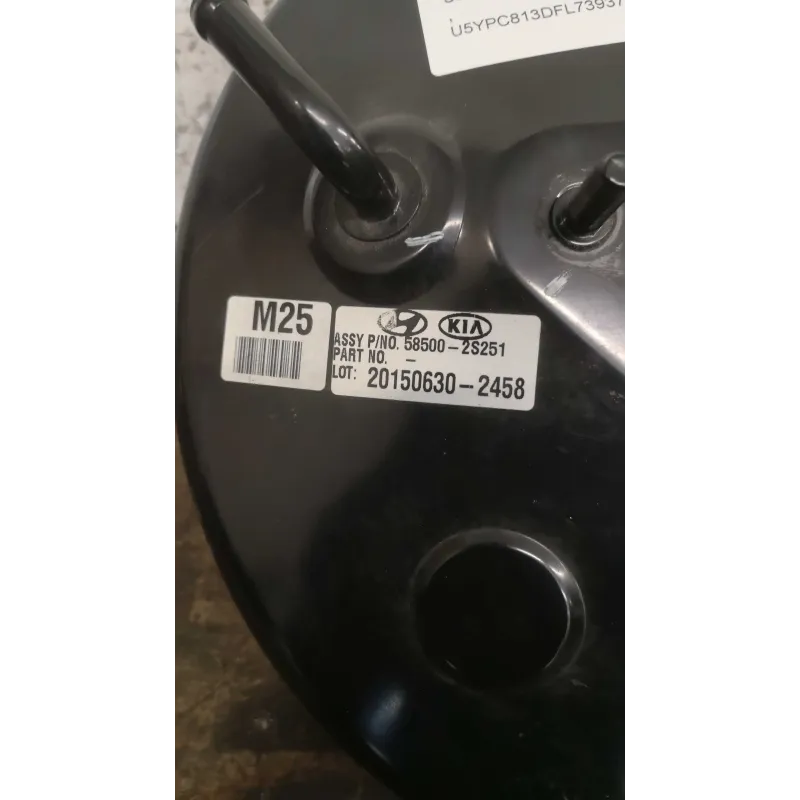 U5YPC813DFL73937
M25
KIA
ASSY P/NO. 58500-2S251
PART NO. -
LOT: 20150630-2458